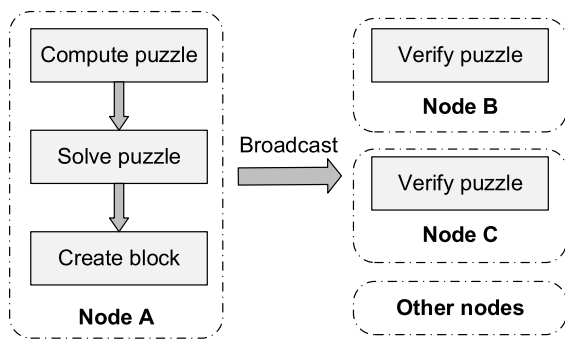 Compute puzzle
Solve puzzle
Create block
Node A
Broadcast
Verify puzzle
Node B
Verify puzzle
Node C
Other nodes